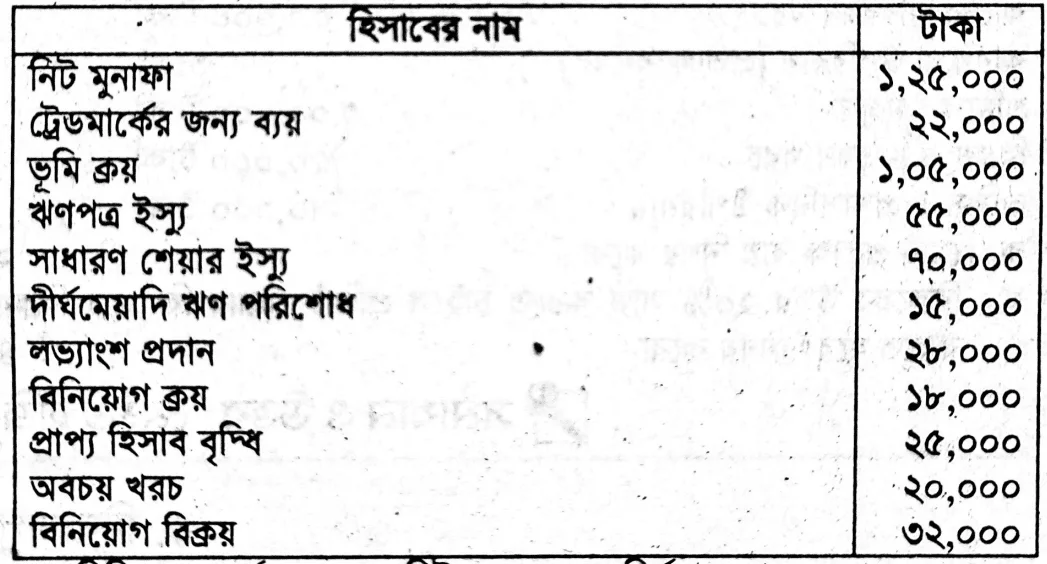 হিসাবের নাম টাকা
নিট মুনাফা ১,২৫,০০০
ট্রেডমার্কের জন্য ব্যয় ২২,০০০
ভূমি ক্রয় ১,০৫,০০০
ঋণপত্র ইস্যু ৫৫,০০০
সাধারণ শেয়ার ইস্যু ৭০,০০০
দীর্ঘমেয়াদি ঋণ পরিশোধ ১৫,০০০
লভ্যাংশ প্রদান ২৮,০০০
বিনিয়োগ ক্রয় ১৮,০০০
প্রাপ্য হিসাব বৃদ্ধি ২৫,০০০
অবচয় খরচ ২০,০০০
বিনিয়োগ বিক্রয় ৩২,০০০